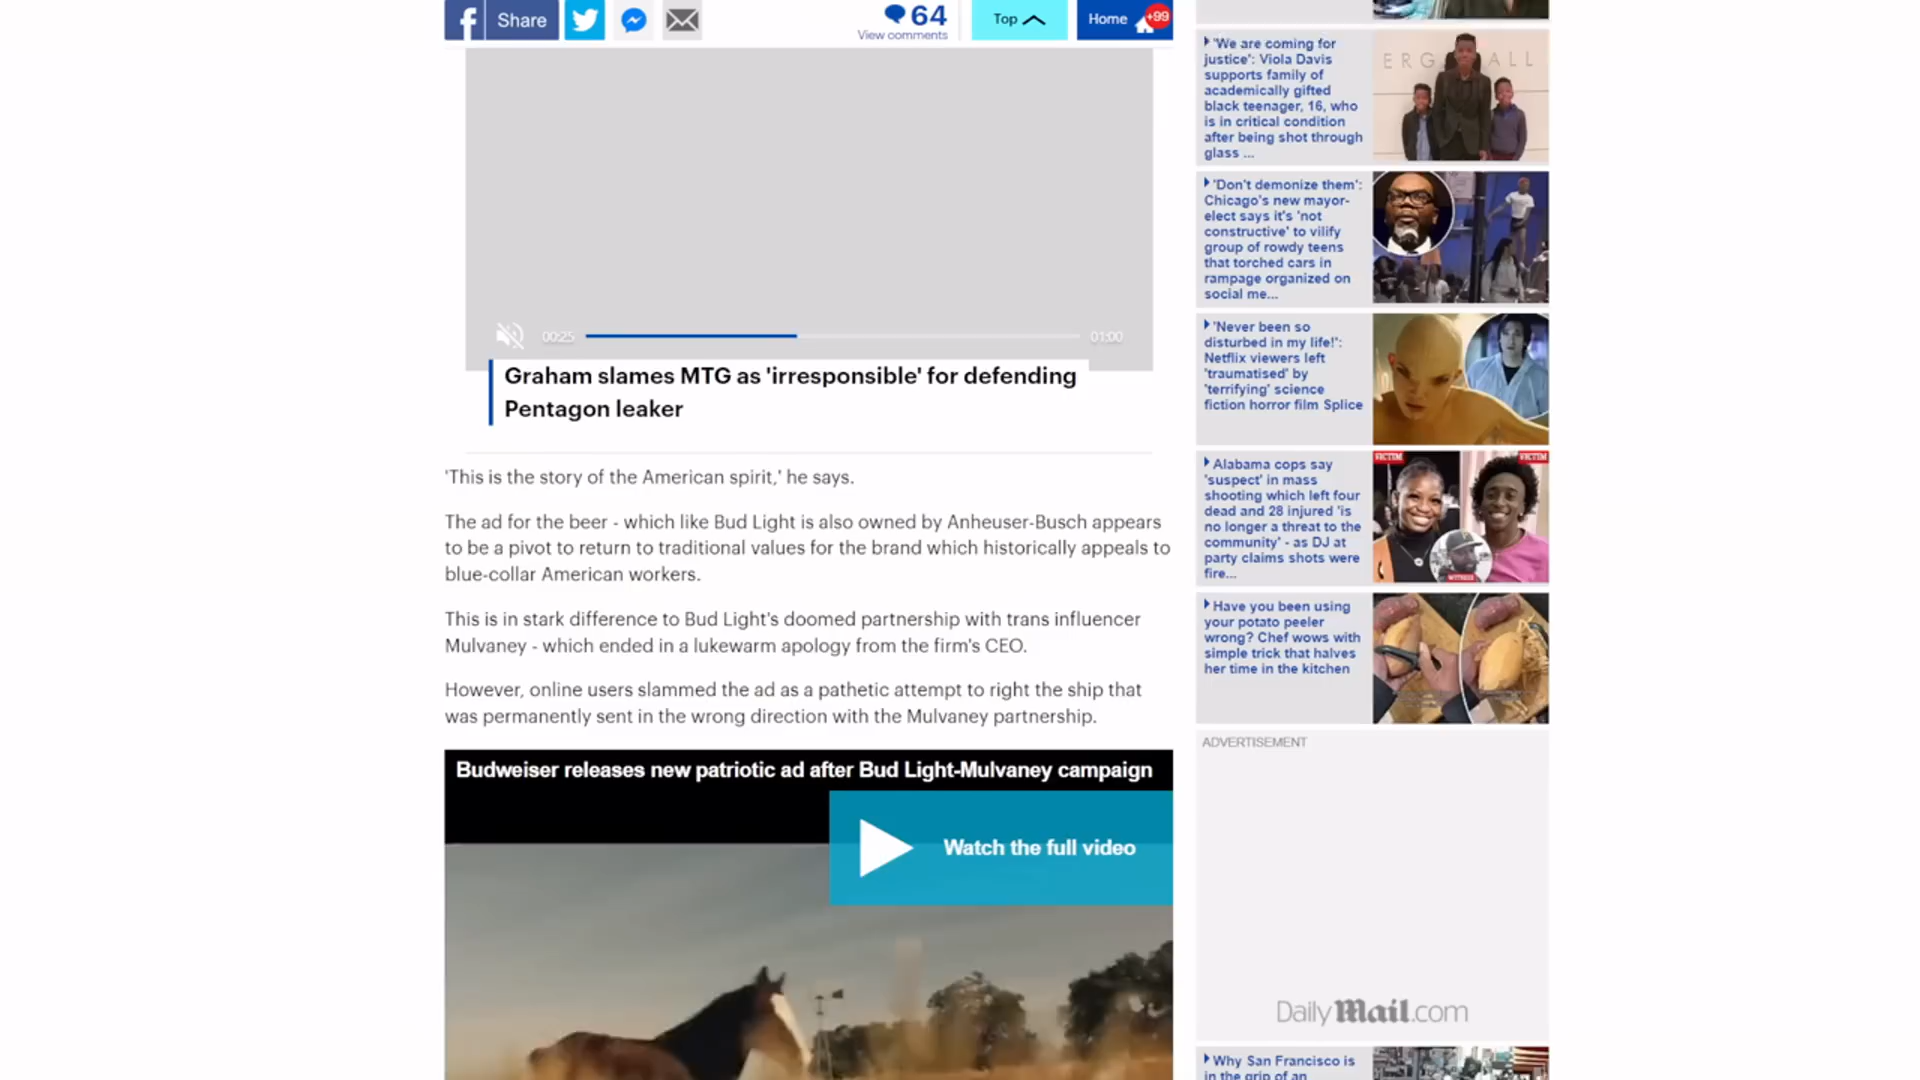 Share
64
View comments
Top
Home
+99
00:25
01:00
Graham slames MTG as 'irresponsible' for defending
Pentagon leaker
'This is the story of the American spirit,' he says.
The ad for the beer - which like Bud Light is also owned by Anheuser-Busch appears
to be a pivot to return to traditional values for the brand which historically appeals to
blue-collar American workers.
This is in stark difference to Bud Light's doomed partnership with trans influencer
Mulvaney - which ended in a lukewarm apology from the firm's CEO.
However, online users slammed the ad as a pathetic attempt to right the ship that
was permanently sent in the wrong direction with the Mulvaney partnership.
Budweiser releases new patriotic ad after Bud Light-Mulvaney campaign
Watch the full video
'We are coming for
justice': Viola Davis
supports family of
academically gifted
black teenager, 16, who
is in critical condition
after being shot through
glass ...
ERG ALL
'Don't demonize them':
Chicago's new mayor-
elect says it's 'not
constructive' to vilify
group of rowdy teens
that torched cars in
rampage organized on
social me...
'Never been so
disturbed in my life!':
Netflix viewers left
'traumatised' by
'terrifying' science
fiction horror film Splice
Alabama cops say
'suspect' in mass
shooting which left four
dead and 28 injured 'is
no longer a threat to the
community' - as DJ at
party claims shots were
fire...
VICTIM
VICTIM
WITNESS
Have you been using
your potato peeler
wrong? Chef wows with
simple trick that halves
her time in the kitchen
ADVERTISEMENT
DailyMail.com
Why San Francisco is
in the grip of an